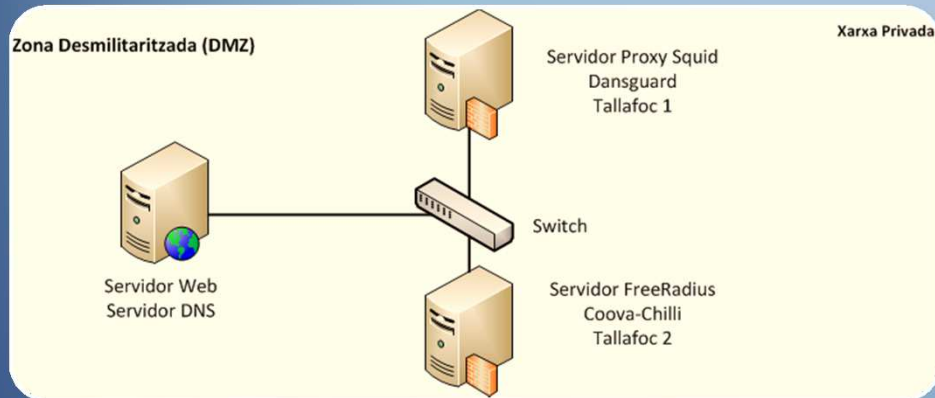 Zona Desmilitaritzada (DMZ)
Xarxa Privada
Servidor Proxy Squid
Dansguard
Tallafoc 1
Switch
Servidor Web
Servidor DNS
Servidor FreeRadius
Coova-Chilli
Tallafoc 2